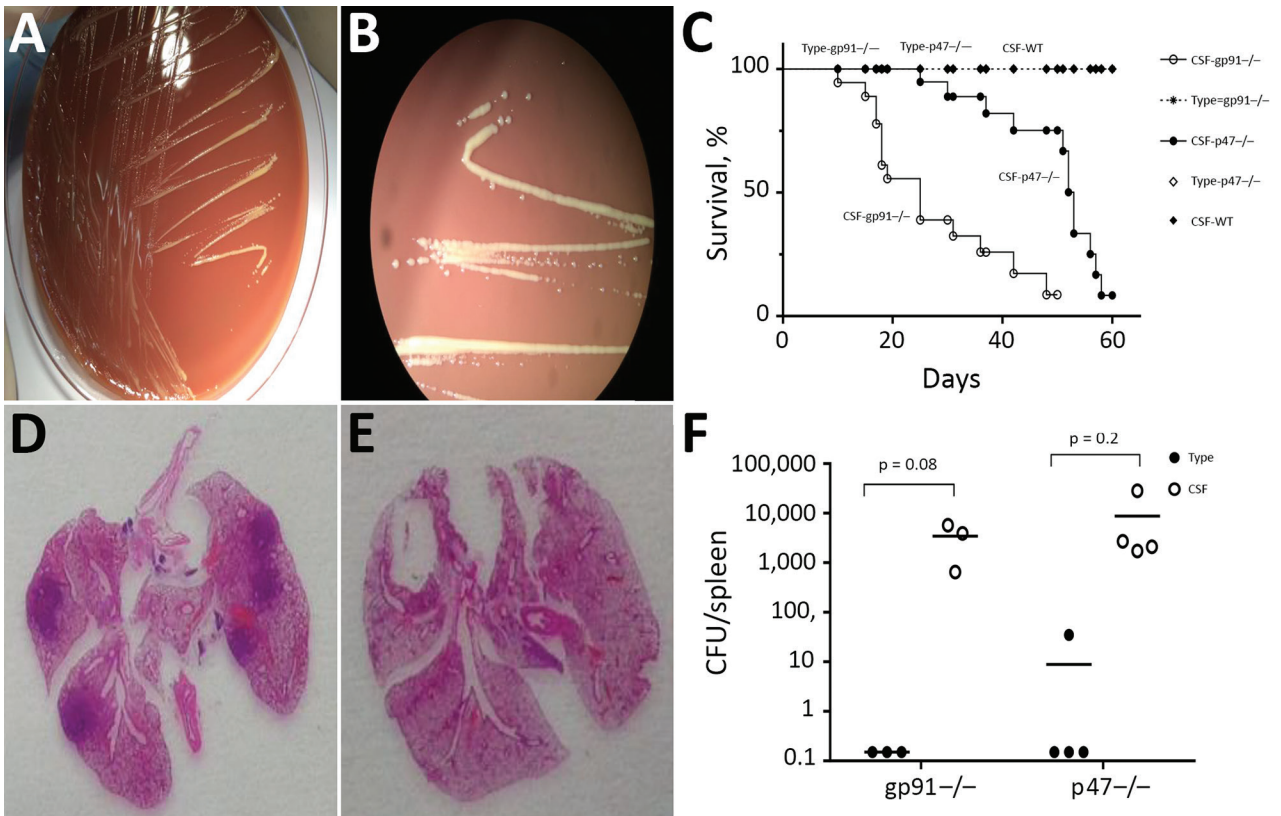 A
B
C
Type-gp91−/−
Type-p47−/−
CSF-WT
100
50
0
Survival, %
CSF-gp91−/−
CSF-p47−/−
0
20
40
60
Days
CSF-gp91−/−
Type=gp91−/−
CSF-p47−/−
Type-p47−/−
CSF-WT
D
E
F
p = 0.08
p = 0.2
Type
CSF
100,000
10,000
1,000
100,
10
1
0.1
CFU/spleen
gp91−/−
p47−/−